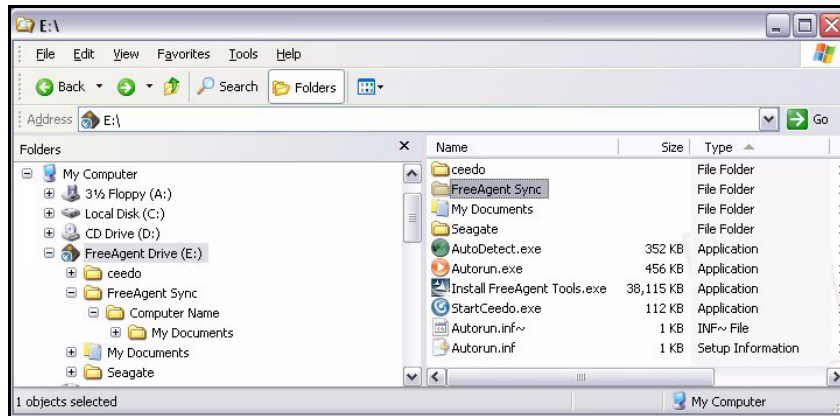 E:\
File Edit View Favorites Tools Help
Back Search Folders
Address E:\ Go
Folders
My Computer
3½ Floppy (A:)
Local Disk (C:)
CD Drive (D:)
FreeAgent Drive (E:)
ceedo
FreeAgent Sync
Computer Name
My Documents
My Documents
Seagate
Name Size Type
ceedo File Folder
FreeAgent Sync File Folder
My Documents File Folder
Seagate File Folder
AutoDetect.exe 352 KB Application
Autorun.exe 456 KB Application
Install FreeAgent Tools.exe 38,115 KB Application
StartCeedo.exe 112 KB Application
Autorun.inf~ 1 KB INF~ File
Autorun.inf 1 KB Setup Information
1 objects selected My Computer